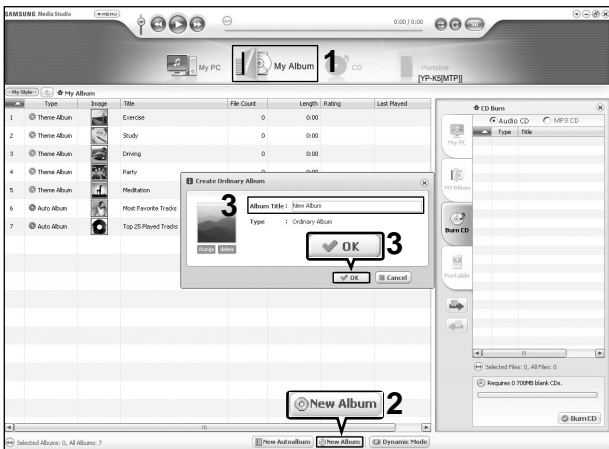 SAMSUNG Media Studio MENU 0:00 / 0:00
My PC My Album 1 CD Portable
[YP-K5[MTP]]
My Style My Album
Type Image Title File Count Length Rating Last Played
1 Theme Album Exercise 0 0:00
2 Theme Album Study 0 0:00
3 Theme Album Driving 0 0:00
4 Theme Album Party 0 0:00
5 Theme Album Meditation
6 Auto Album Most Favorite Tracks
7 Auto Album Top 25 Played Tracks
Create Ordinary Album
3 Album Title : New Album
Type : Ordinary Album
change delete
OK 3
OK Cancel
New Album 2
Selected Albums: 0, All Albums: 7 New Autoalbum New Album Dynamic Mode
CD Burn
Audio CD MP3 CD
Type Title
My PC
My Album
Burn CD
Portable
Selected Files: 0, All Files: 0
Requires 0 700MB blank CDs.
Burn CD